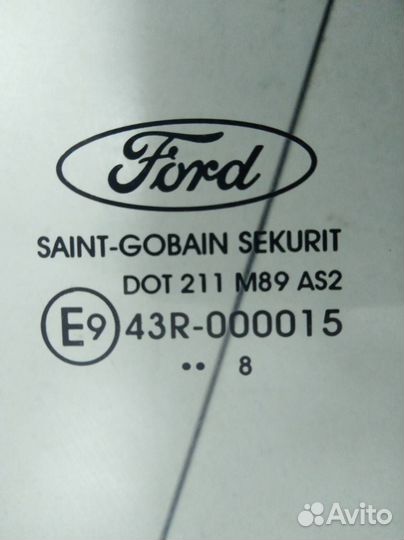 Ford
SAINT-GOBAIN SEKURIT
DOT 211 M89 AS2
E9 43R-000015
•• 8
Avito